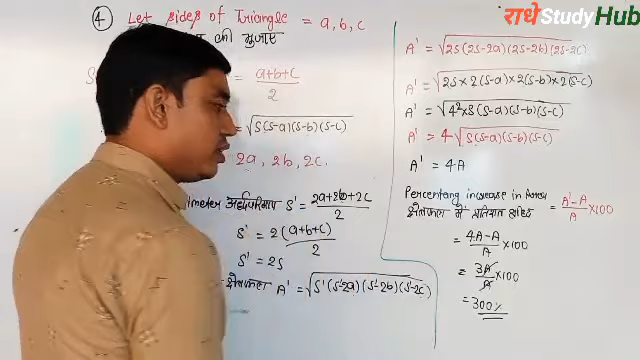 राधे Study Hub
④ Let sides of Triangle = a, b, c
की भुजाएं
S = a+b+c/2
= √S(S-a)(S-b)(S-c)
2a, 2b, 2c.
imeter अर्धपरिमाप S' = 2a+2b+2c/2
S' = 2(a+b+c)/2
S' = 2S
क्षेत्रफल A' = √S'(S'-2a)(S'-2b)(S'-2c)
A' = √2S(2S-2a)(2S-2b)(2S-2c)
A' = √2S×2(S-a)×2(S-b)×2(S-c)
A' = √4²×S(S-a)(S-b)(S-c)
A' = 4√S(S-a)(S-b)(S-c)
A' = 4A
Percentang increase in Area
क्षेत्रफल में प्रतिशत वृद्धि = A'-A/A ×100
= 4A-A/A ×100
= 3A/A ×100
= 300%